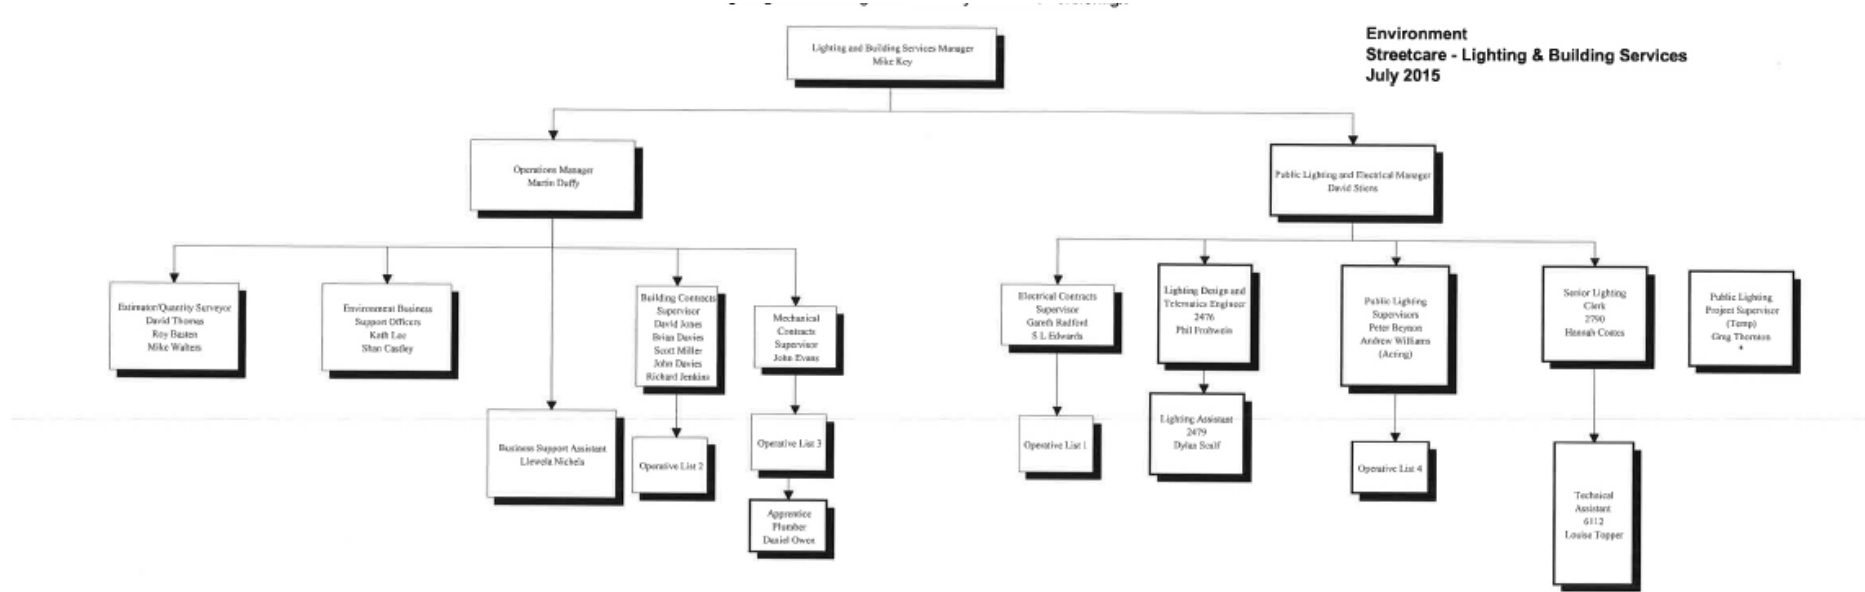 Environment
Streetcare - Lighting & Building Services
July 2015
Lighting and Building Services Manager
Mike Key
Operations Manager
Martin Duffy
Public Lighting and Electrical Manager
David Stiens
Estimator/Quantity Surveyor
David Thomas
Roy Beaten
Mike Walters
Environment Business
Support Officers
Kath Lee
Shan Castley
Building Contracts
Supervisor
David Jones
Brian Davies
Scott Miller
John Davies
Richard Jenkins
Mechanical
Contracts
Supervisor
John Evans
Electrical Contracts
Supervisor
Gareth Radford
S L Edwards
Lighting Design and
Telematics Engineer
2476
Phil Frohwein
Public Lighting
Supervisors
Peter Beynon
Andrew Williams
(Acting)
Senior Lighting
Clerk
2790
Hannah
Public Lighting
Project Supervisor
(Temp)
Greg Thornton
*
Business Support Assistant
Llewela Nichols
Operative List 2
Operative List 3
Apprentice
Plumber
Daniel Owen
Operative List 1
Lighting Assistant
2479
Dylan
Operative List 4
Technical
Assistant
6112
Louise Topper